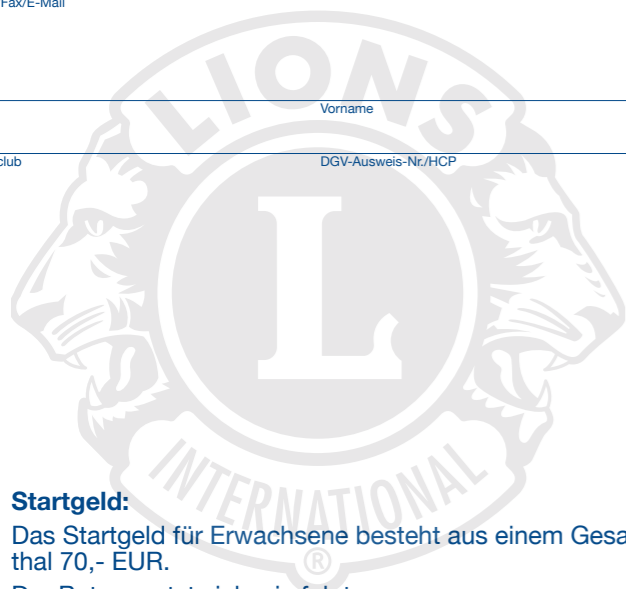 Fax/E-Mail
Vorname
club DGV-Ausweis-Nr./HCP
LIONS
L
INTERNATIONAL
®
Startgeld:
Das Startgeld für Erwachsene besteht aus einem Gesa
thal 70,- EUR.